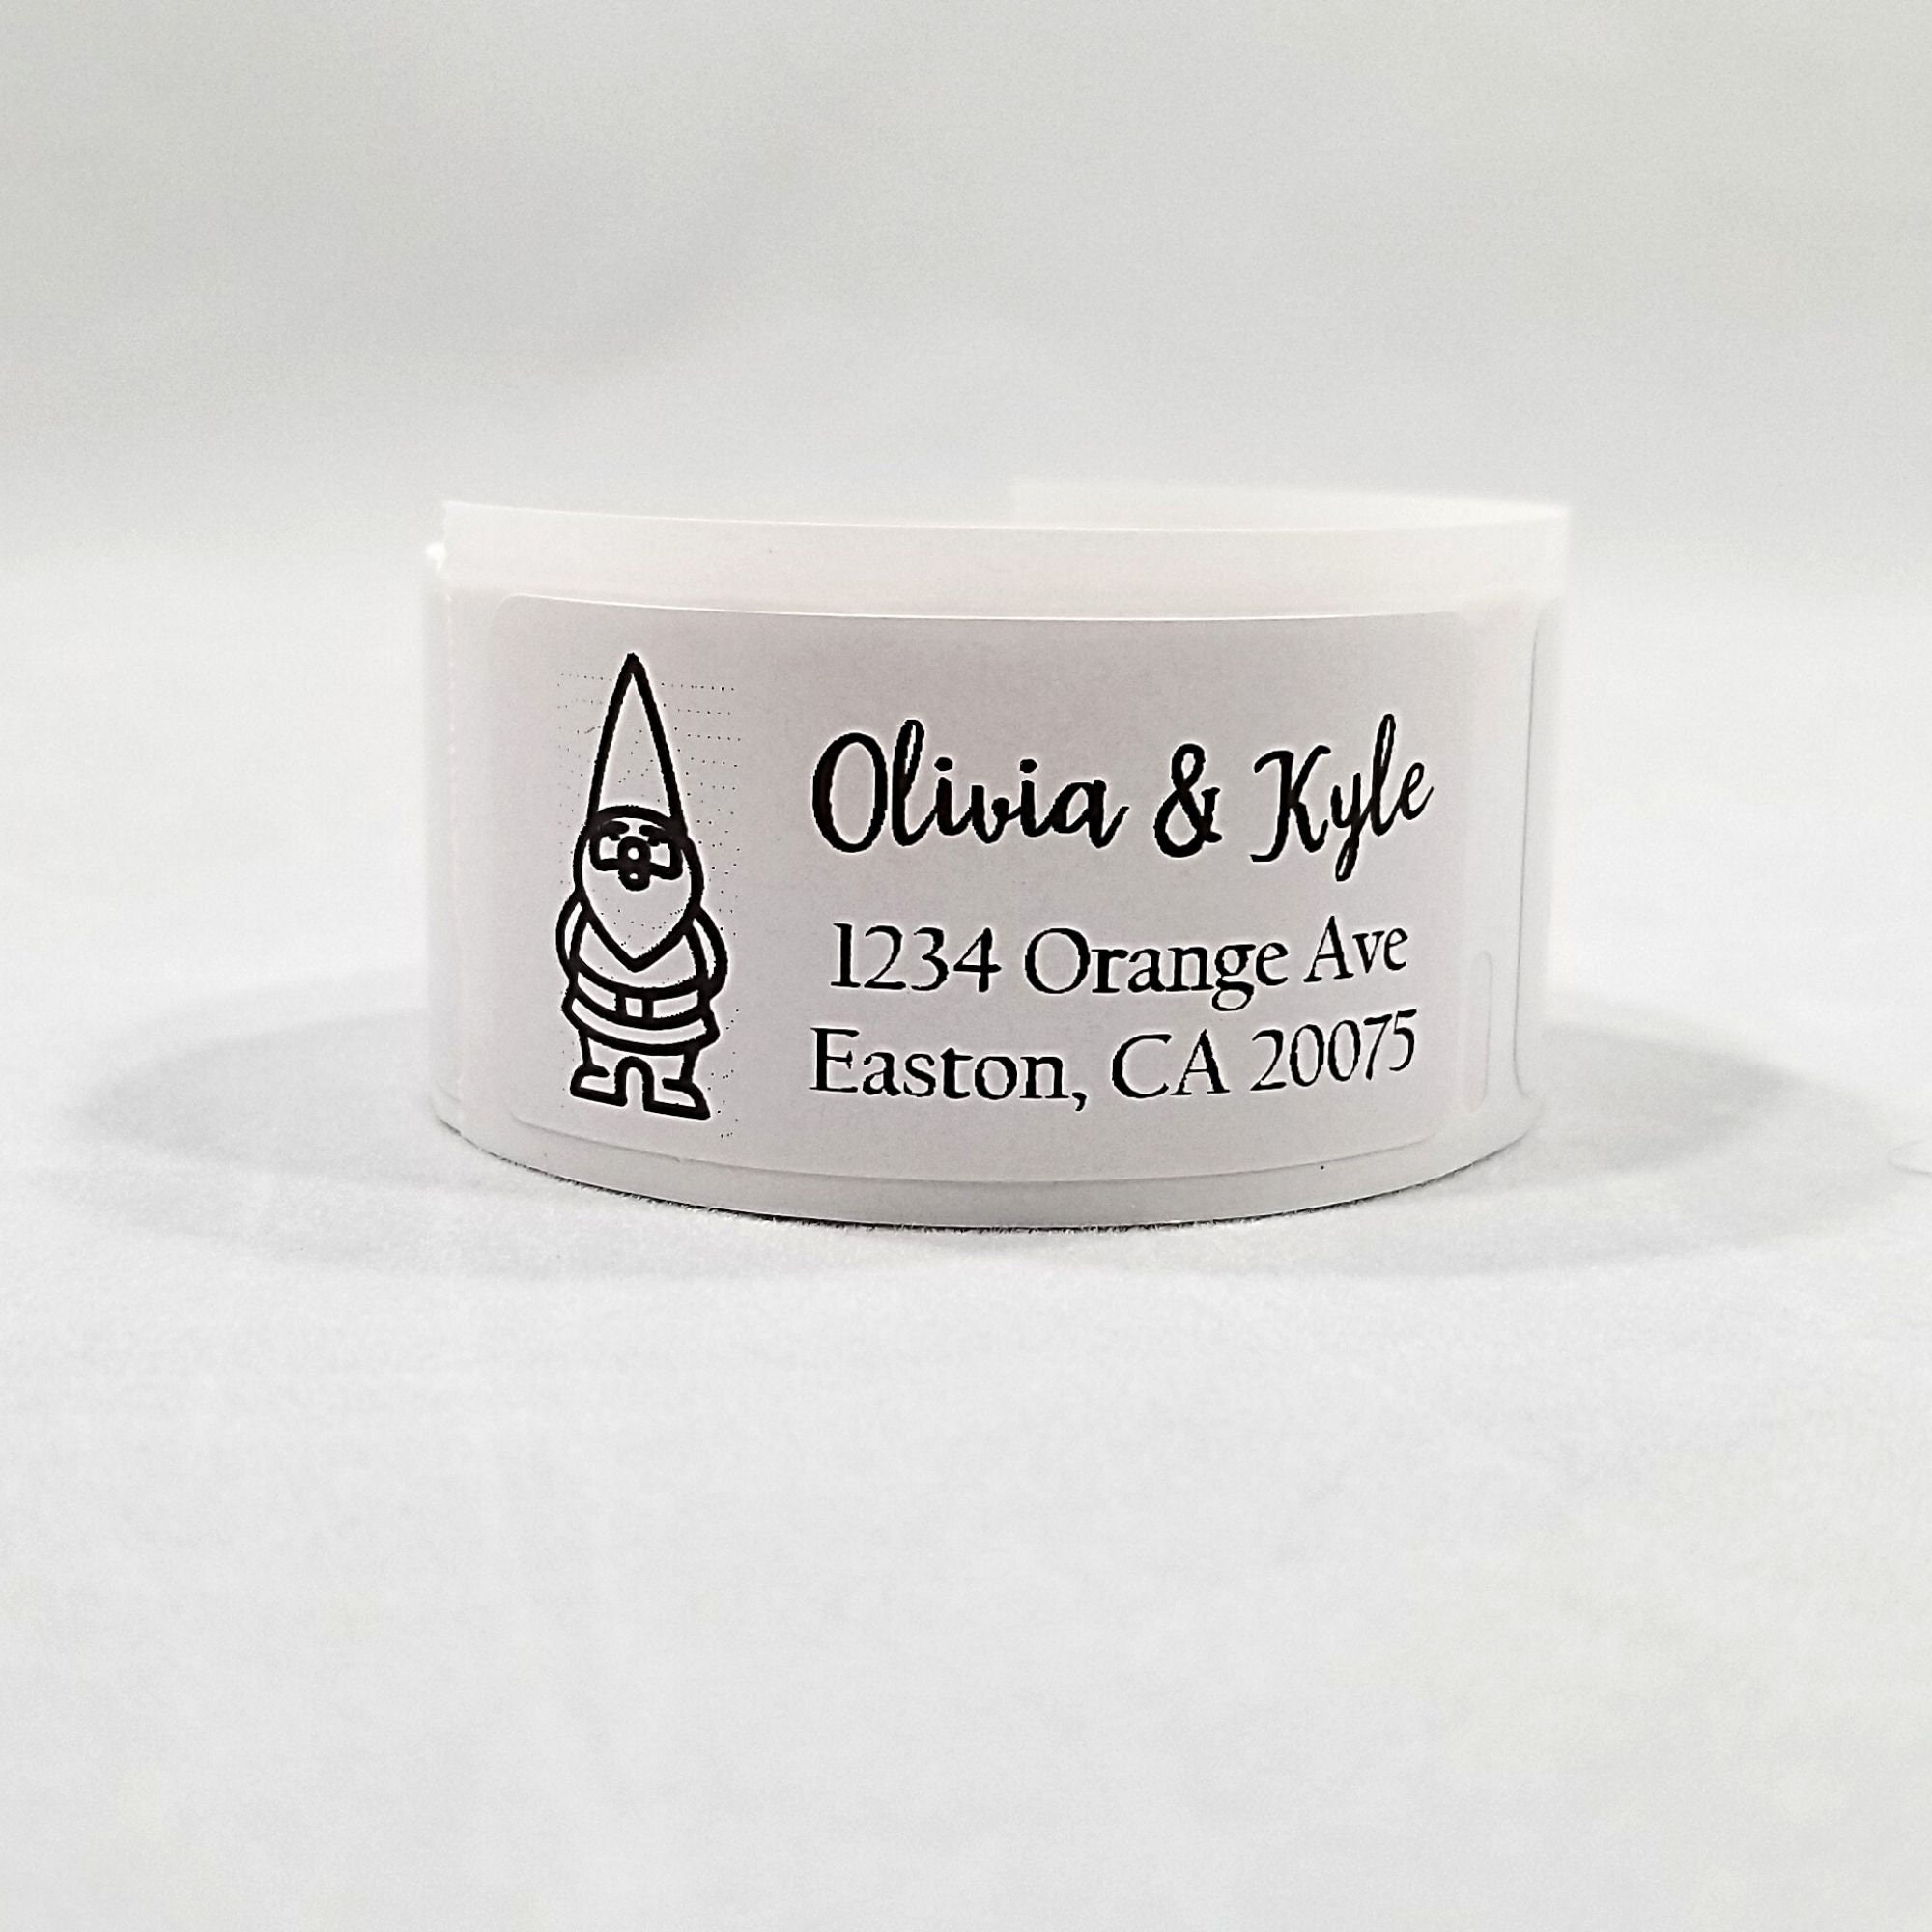 Olivia & Kyle
1234 Orange Ave
Easton, CA 20075